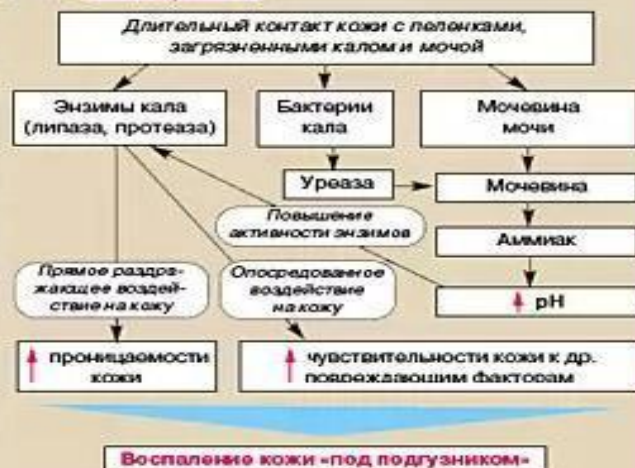 Длительный контакт кожи с пеленками,
загрязненными калом и мочой
Энзимы кала
(липаза, протеаза)
Бактерии
кала
Мочевина
мочи
Уреаза
Мочевина
Повышение
активности энзимов
Аммиак
Прямое раздра-
жающее воздей-
ствие на кожу
Опосредованное
воздействие
на кожу
pH
проницаемости
кожи
чувствительности кожи к др.
повреждающим факторам
Воспаление кожи «под подгузником»